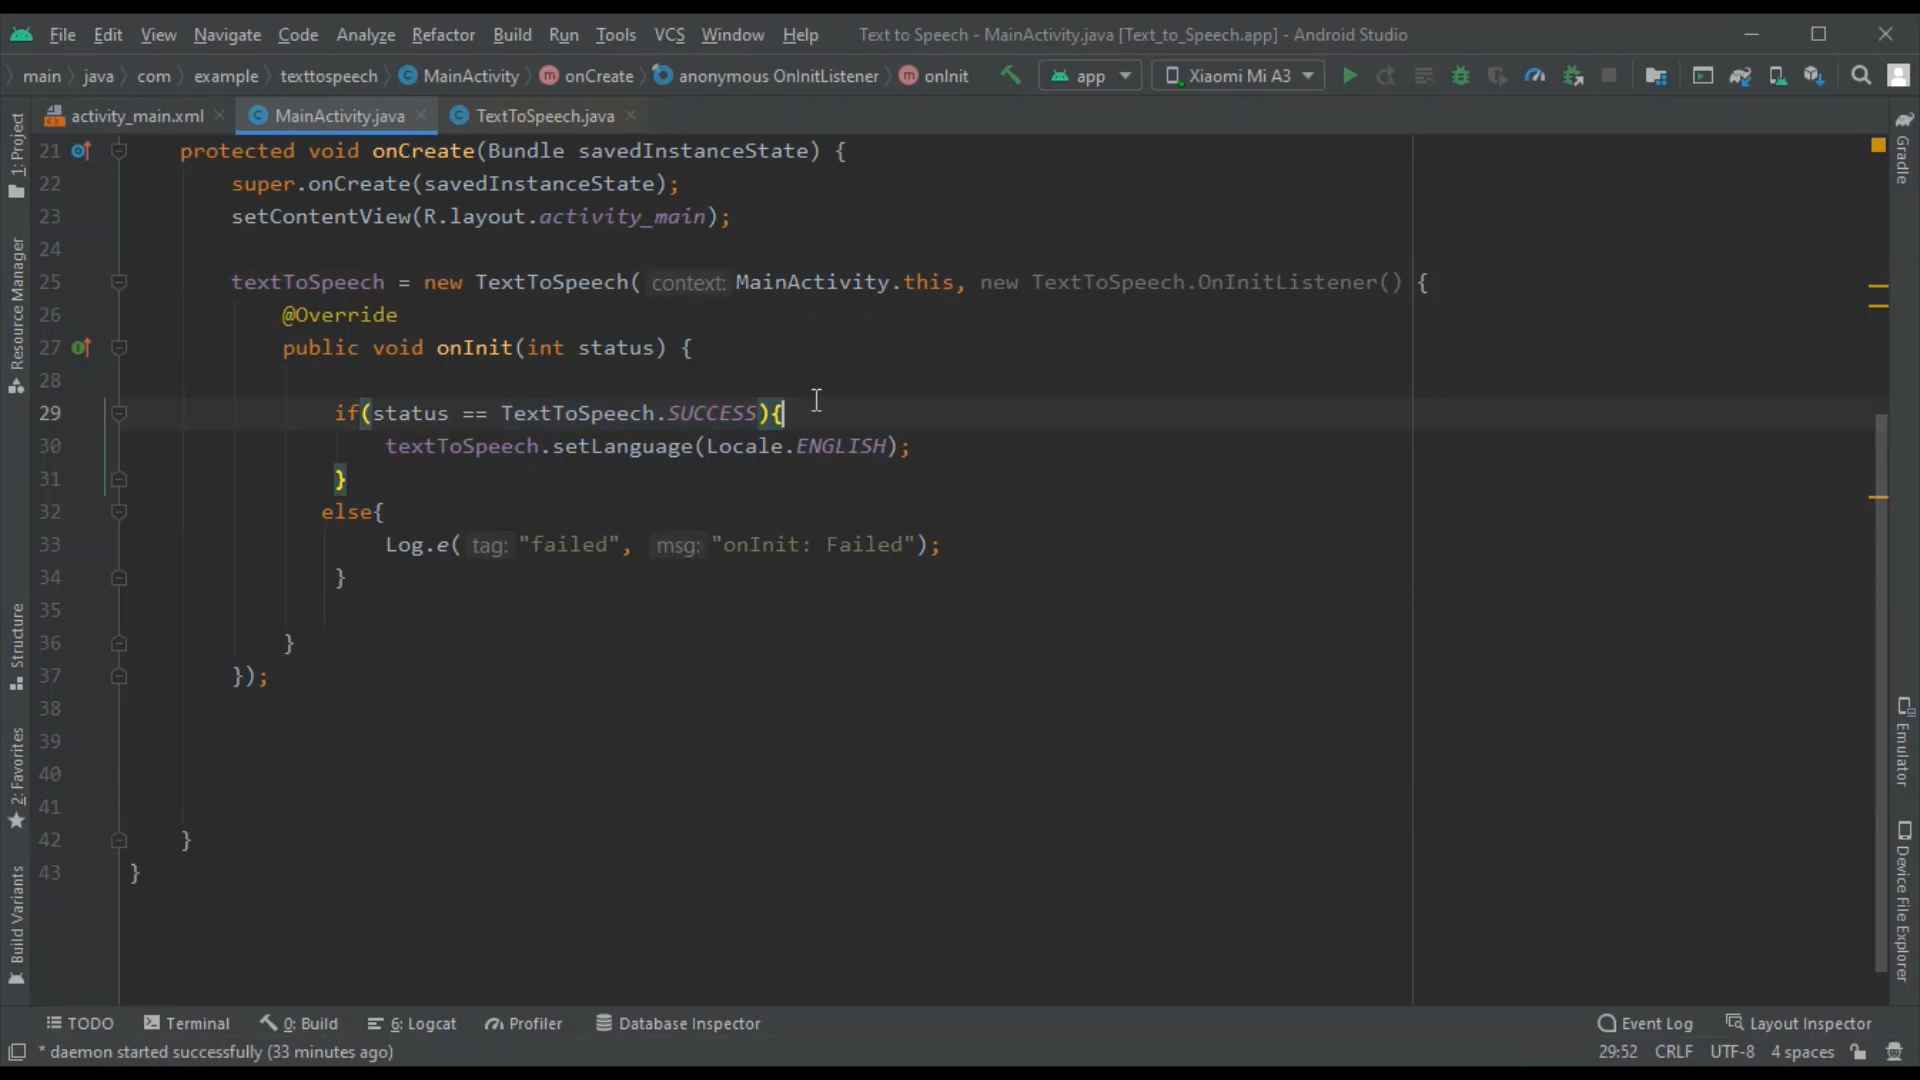 File Edit View Navigate Code Analyze Refactor Build Run Tools VCS Window Help Text to Speech - MainActivity.java [Text_to_Speech.app] - Android Studio
main java com example texttospeech MainActivity onCreate anonymous OnInitListener onInit app Xiaomi Mi A3
activity_main.xml MainActivity.java TextToSpeech.java
21 protected void onCreate(Bundle savedInstanceState) {
22 super.onCreate(savedInstanceState);
23 setContentView(R.layout.activity_main);
24
25 textToSpeech = new TextToSpeech( context: MainActivity.this, new TextToSpeech.OnInitListener() {
26 @Override
27 public void onInit(int status) {
28
29 if(status == TextToSpeech.SUCCESS){
30 textToSpeech.setLanguage(Locale.ENGLISH);
31 }
32 else{
33 Log.e( tag: "failed", msg: "onInit: Failed");
34 }
35
36 }
37 });
38
39
40
41
42 }
43 }
1: Project
Resource Manager
Structure
2: Favorites
Build Variants
Gradle
Emulator
Device File Explorer
TODO Terminal 0: Build 6: Logcat Profiler Database Inspector Event Log Layout Inspector
* daemon started successfully (33 minutes ago) 29:52 CRLF UTF-8 4 spaces